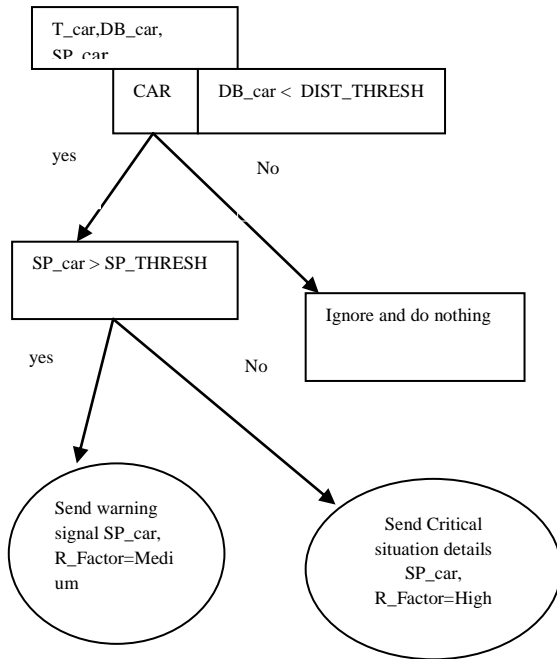 T_car,DB_car,
SP_car
CAR
DB_car < DIST_THRESH
yes
No
SP_car > SP_THRESH
Ignore and do nothing
yes
No
Send warning
signal SP_car,
R_Factor=Medi
um
Send Critical
situation details
SP_car,
R_Factor=High